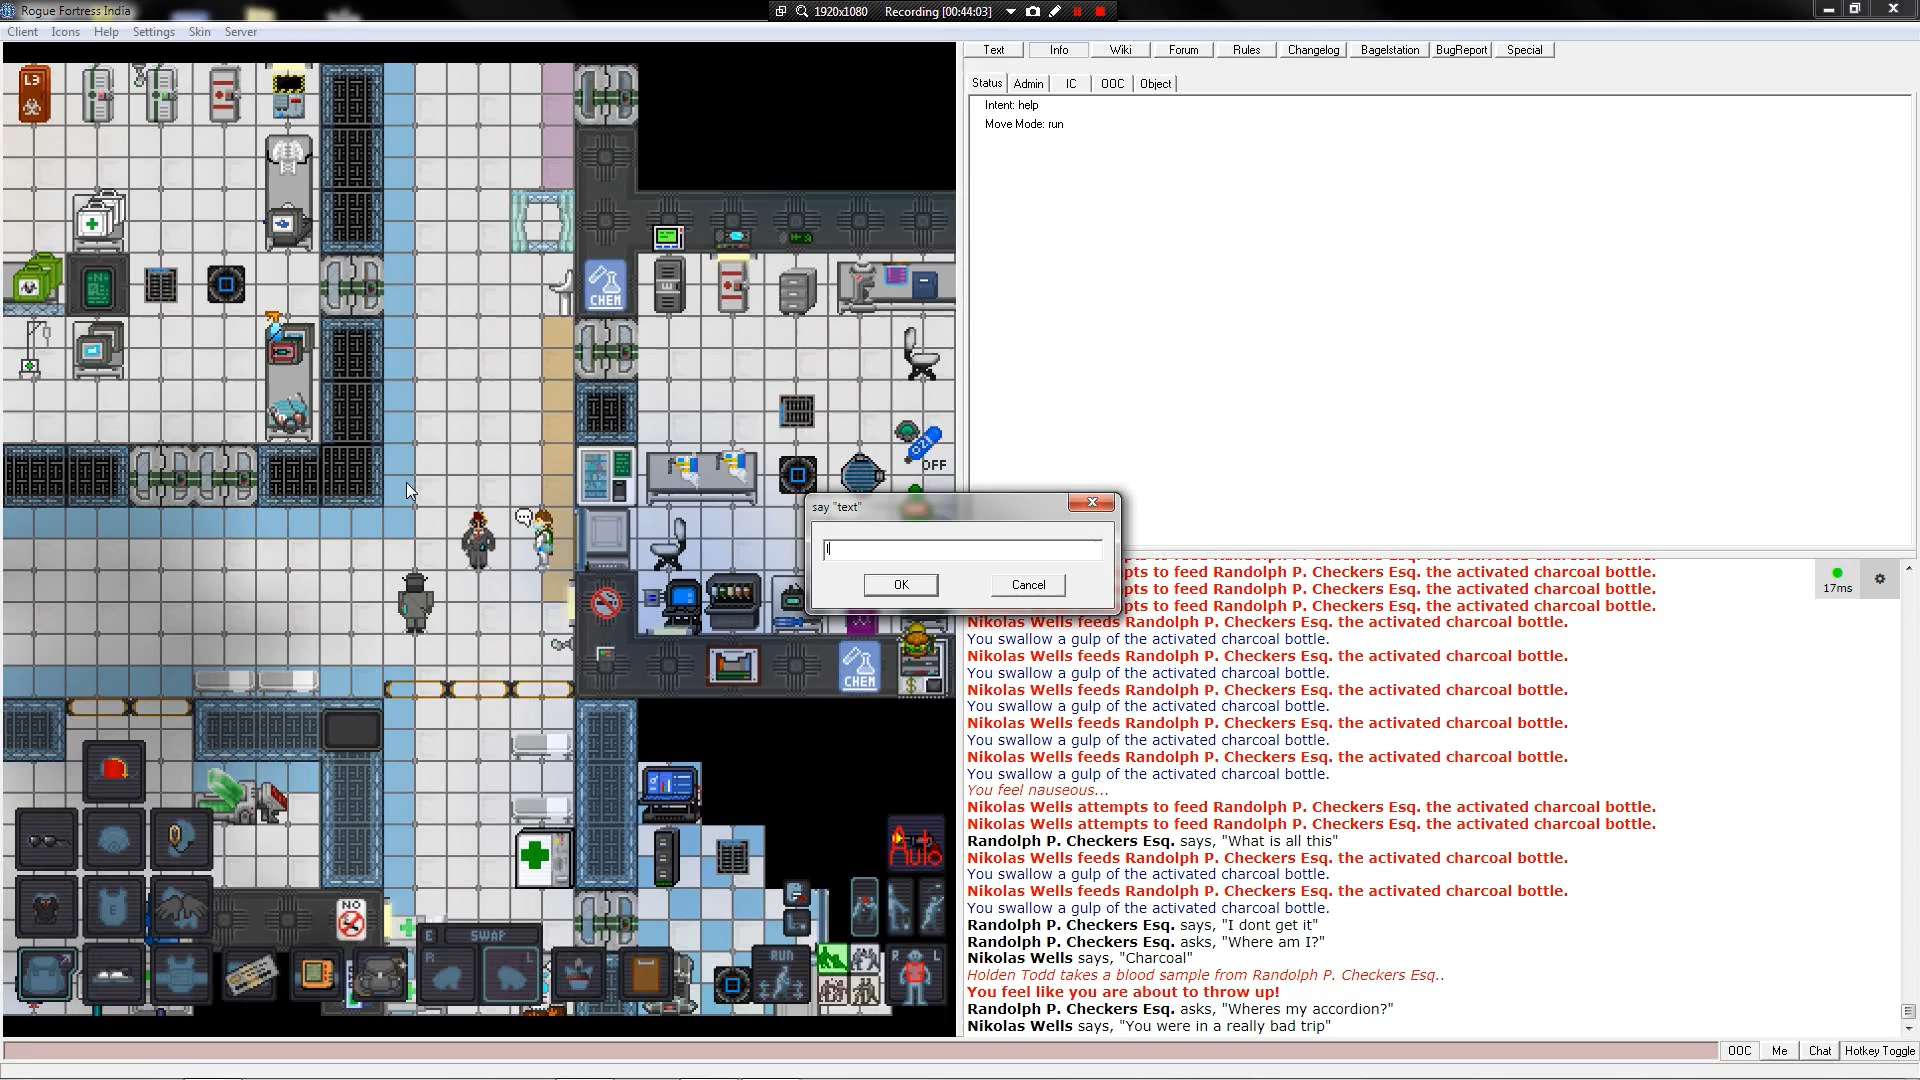 Rogue Fortress India
1920x1080 Recording [00:44:03]
Client Icons Help Settings Skin Server
Text Info Wiki Forum Rules Changelog Bagelstation BugReport Special
Status Admin IC OOC Object
Intent: help
Move Mode: run
L3
CHEM
OFF
say "text"
OK Cancel
CHEM
NO
E SWAP
R L
RUN
Auto
R L
17ms
pts to feed Randolph P. Checkers Esq. the activated charcoal bottle.
pts to feed Randolph P. Checkers Esq. the activated charcoal bottle.
pts to feed Randolph P. Checkers Esq. the activated charcoal bottle.
Nikolas Wells feeds Randolph P. Checkers Esq. the activated charcoal bottle.
You swallow a gulp of the activated charcoal bottle.
Nikolas Wells feeds Randolph P. Checkers Esq. the activated charcoal bottle.
You swallow a gulp of the activated charcoal bottle.
Nikolas Wells feeds Randolph P. Checkers Esq. the activated charcoal bottle.
You swallow a gulp of the activated charcoal bottle.
Nikolas Wells feeds Randolph P. Checkers Esq. the activated charcoal bottle.
You swallow a gulp of the activated charcoal bottle.
Nikolas Wells feeds Randolph P. Checkers Esq. the activated charcoal bottle.
You swallow a gulp of the activated charcoal bottle.
You feel nauseous...
Nikolas Wells attempts to feed Randolph P. Checkers Esq. the activated charcoal bottle.
Nikolas Wells attempts to feed Randolph P. Checkers Esq. the activated charcoal bottle.
Randolph P. Checkers Esq. says, "What is all this"
Nikolas Wells feeds Randolph P. Checkers Esq. the activated charcoal bottle.
You swallow a gulp of the activated charcoal bottle.
Nikolas Wells feeds Randolph P. Checkers Esq. the activated charcoal bottle.
You swallow a gulp of the activated charcoal bottle.
Randolph P. Checkers Esq. says, "I dont get it"
Randolph P. Checkers Esq. asks, "Where am I?"
Nikolas Wells says, "Charcoal"
Holden Todd takes a blood sample from Randolph P. Checkers Esq..
You feel like you are about to throw up!
Randolph P. Checkers Esq. asks, "Wheres my accordion?"
Nikolas Wells says, "You were in a really bad trip"
OOC Me Chat Hotkey Toggle